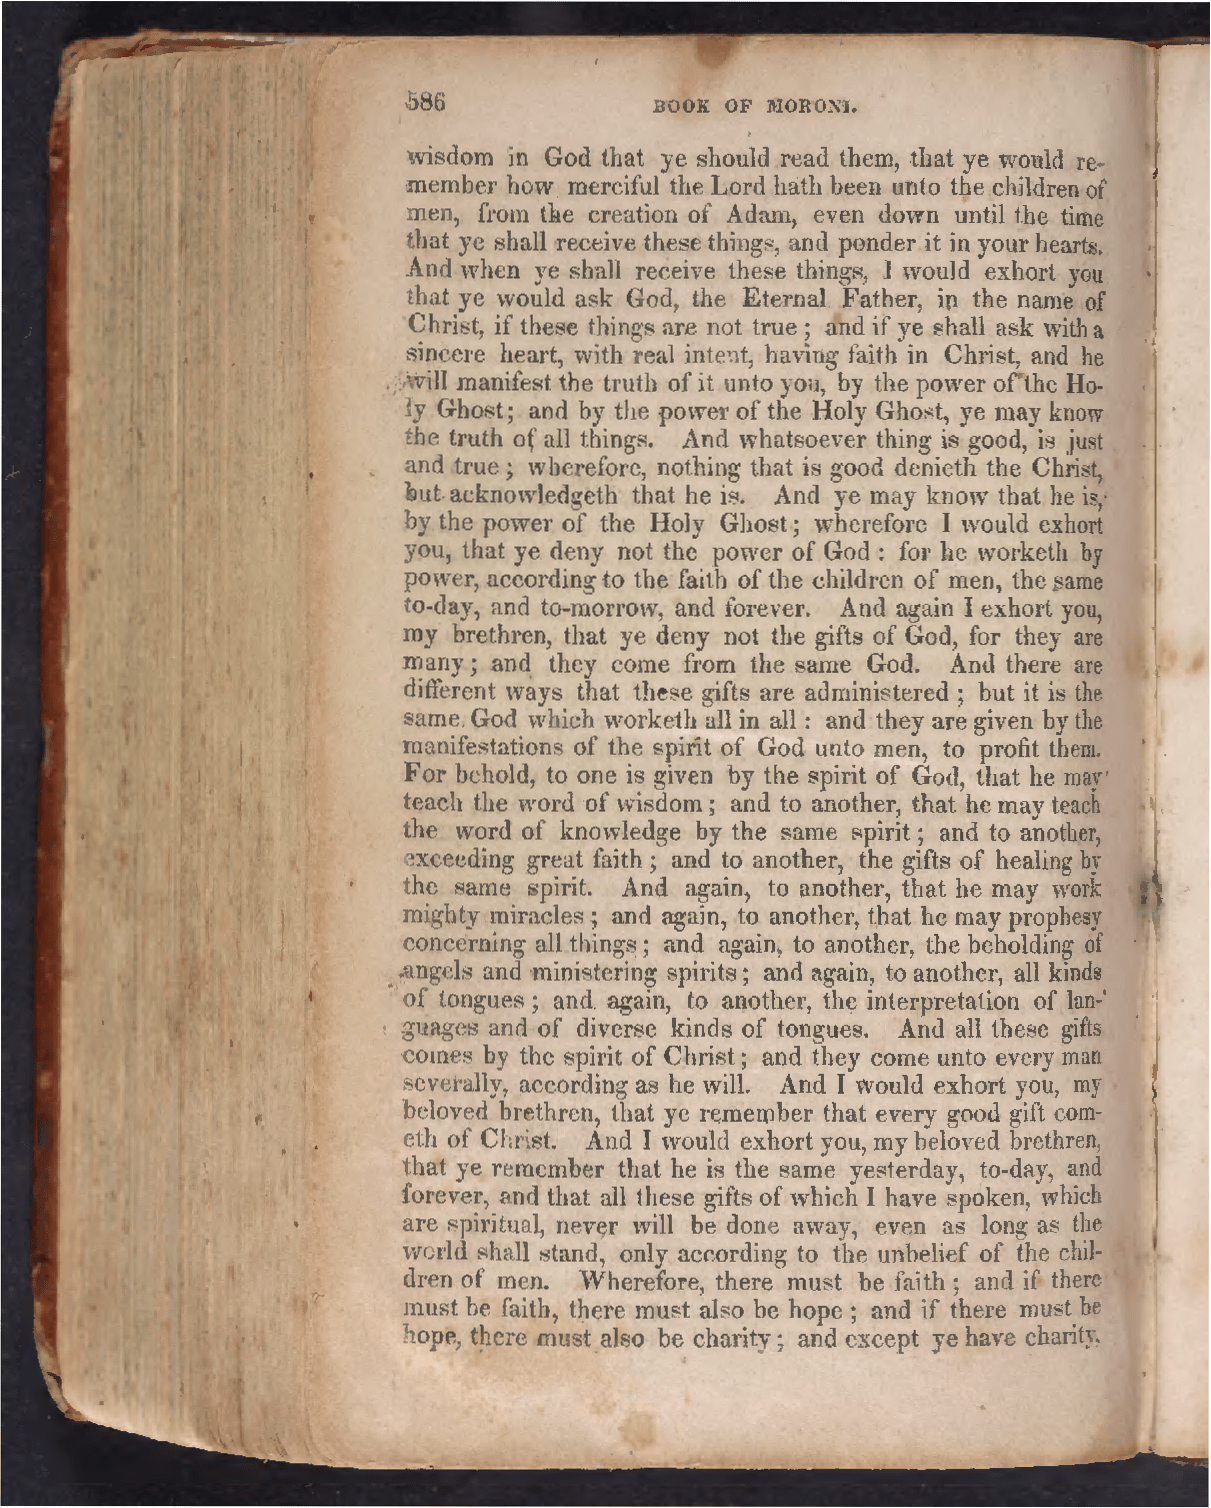 586
BOOK OF MORONI.
wisdom in God that ye should read them, that ye would re-
member how merciful the Lord hath been unto the children of
men, from the creation of Adam, even down until the time
that ye shall receive these things, and ponder it in your hearts.
And when ye shall receive these things, I would exhort you
that ye would ask God, the Eternal Father, in the name of
Christ, if these things are not true; and if ye shall ask with a
sincere heart, with real intent, having faith in Christ, and he
will manifest the truth of it unto you, by the power of the Ho-
ly Ghost; and by the power of the Holy Ghost, ye may know
the truth of all things. And whatsoever thing is good, is just
and true; wherefore, nothing that is good denieth the Christ,
but acknowledgeth that he is. And ye may know that he is,
by the power of the Holy Ghost; wherefore I would exhort
you, that ye deny not the power of God: for he worketh by
power, according to the faith of the children of men, the same
to-day, and to-morrow, and forever. And again I exhort you,
my brethren, that ye deny not the gifts of God, for they are
many; and they come from the same God. And there are
different ways that these gifts are administered; but it is the
same God which worketh all in all: and they are given by the
manifestations of the spirit of God unto men, to profit them.
For behold, to one is given by the spirit of God, that he may
teach the word of wisdom; and to another, that he may teach
the word of knowledge by the same spirit; and to another,
exceeding great faith; and to another, the gifts of healing by
the same spirit. And again, to another, that he may work
mighty miracles; and again, to another, that he may prophesy
concerning all things; and again, to another, the beholding of
angels and ministering spirits; and again, to another, all kinds
of tongues; and again, to another, the interpretation of lan-
guages and of diverse kinds of tongues. And all these gifts
comes by the spirit of Christ; and they come unto every man
severally, according as he will. And I would exhort you, my
beloved brethren, that ye remember that every good gift com-
eth of Christ. And I would exhort you, my beloved brethren,
that ye remember that he is the same yesterday, to-day, and
forever, and that all these gifts of which I have spoken, which
are spiritual, never will be done away, even as long as the
world shall stand, only according to the unbelief of the chil-
dren of men. Wherefore, there must be faith; and if there
must be faith, there must also be hope; and if there must be
hope, there must also be charity; and except ye have charity,